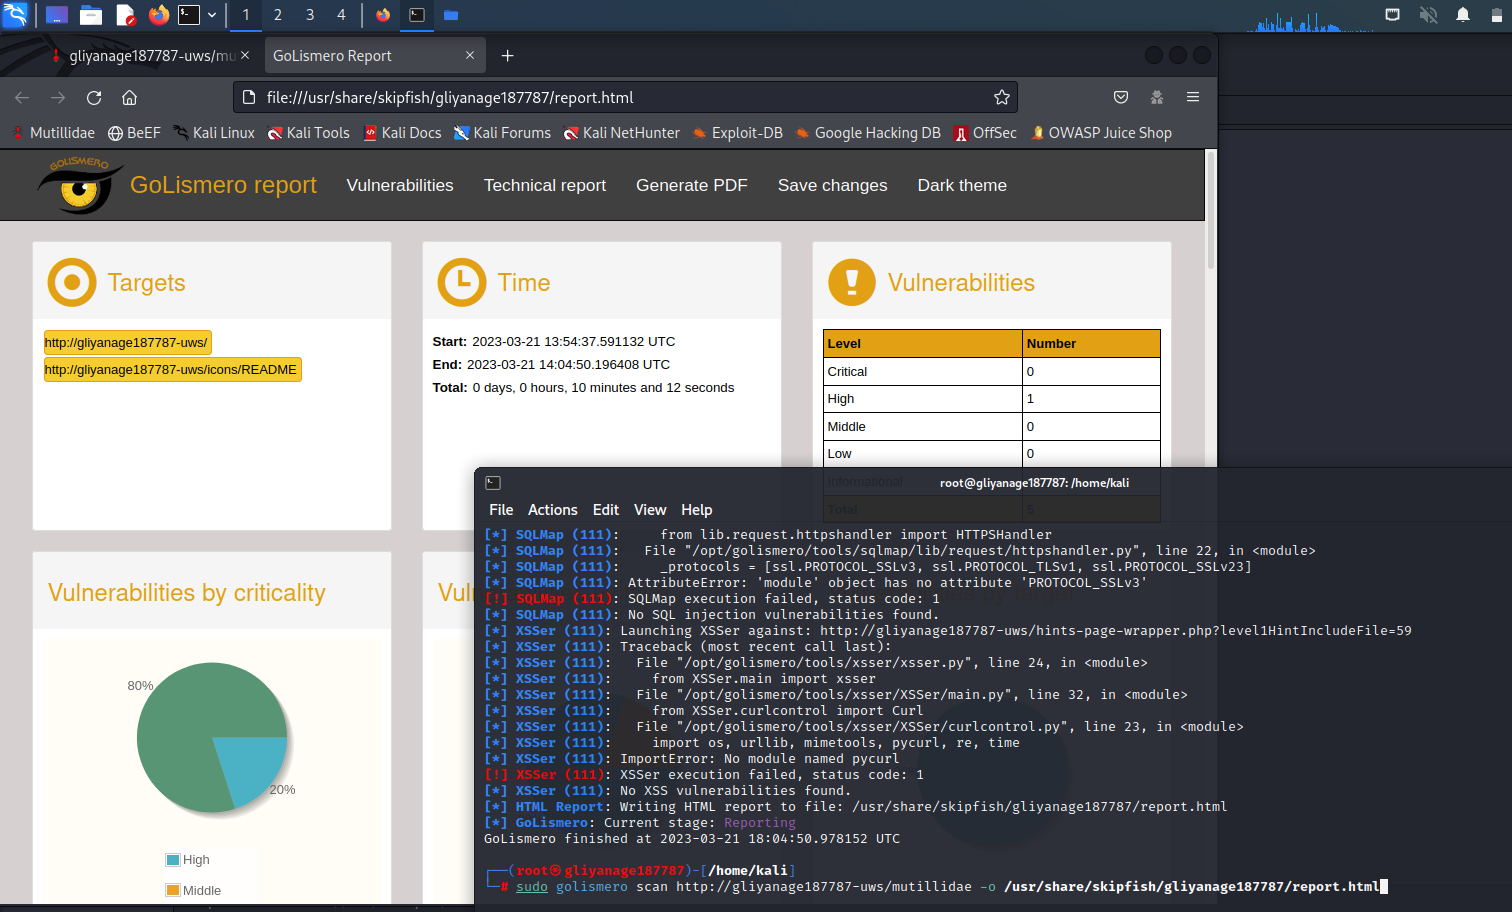 1 2 3 4
gliyanage187787-uws/mu
GoLismero Report
file:///usr/share/skipfish/gliyanage187787/report.html
Mutillidae BeEF Kali Linux Kali Tools Kali Docs Kali Forums Kali NetHunter Exploit-DB Google Hacking DB OffSec OWASP Juice Shop
GOLISMERO
GoLismero report Vulnerabilities Technical report Generate PDF Save changes Dark theme
Targets
http://gliyanage187787-uws/
http://gliyanage187787-uws/icons/README
Time
Start: 2023-03-21 13:54:37.591132 UTC
End: 2023-03-21 14:04:50.196408 UTC
Total: 0 days, 0 hours, 10 minutes and 12 seconds
Vulnerabilities
Level Number
Critical 0
High 1
Middle 0
Low 0
Informational
Total 5
Vulnerabilities by criticality
80%
20%
High
Middle
Vul
root@gliyanage187787: /home/kali
File Actions Edit View Help
[*] SQLMap (111):     from lib.request.httpshandler import HTTPSHandler
[*] SQLMap (111):   File "/opt/golismero/tools/sqlmap/lib/request/httpshandler.py", line 22, in <module>
[*] SQLMap (111):     _protocols = [ssl.PROTOCOL_SSLv3, ssl.PROTOCOL_TLSv1, ssl.PROTOCOL_SSLv23]
[*] SQLMap (111): AttributeError: 'module' object has no attribute 'PROTOCOL_SSLv3'
[!] SQLMap (111): SQLMap execution failed, status code: 1
[*] SQLMap (111): No SQL injection vulnerabilities found.
[*] XSSer (111): Launching XSSer against: http://gliyanage187787-uws/hints-page-wrapper.php?level1HintIncludeFile=59
[*] XSSer (111): Traceback (most recent call last):
[*] XSSer (111):   File "/opt/golismero/tools/xsser/xsser.py", line 24, in <module>
[*] XSSer (111):     from XSSer.main import xsser
[*] XSSer (111):   File "/opt/golismero/tools/xsser/XSSer/main.py", line 32, in <module>
[*] XSSer (111):     from XSSer.curlcontrol import Curl
[*] XSSer (111):   File "/opt/golismero/tools/xsser/XSSer/curlcontrol.py", line 23, in <module>
[*] XSSer (111):     import os, urllib, mimetools, pycurl, re, time
[*] XSSer (111): ImportError: No module named pycurl
[!] XSSer (111): XSSer execution failed, status code: 1
[*] XSSer (111): No XSS vulnerabilities found.
[*] HTML Report: Writing HTML report to file: /usr/share/skipfish/gliyanage187787/report.html
[*] GoLismero: Current stage: Reporting
GoLismero finished at 2023-03-21 18:04:50.978152 UTC
(root㉿gliyanage187787)-[/home/kali]
# sudo golismero scan http://gliyanage187787-uws/mutillidae -o /usr/share/skipfish/gliyanage187787/report.html